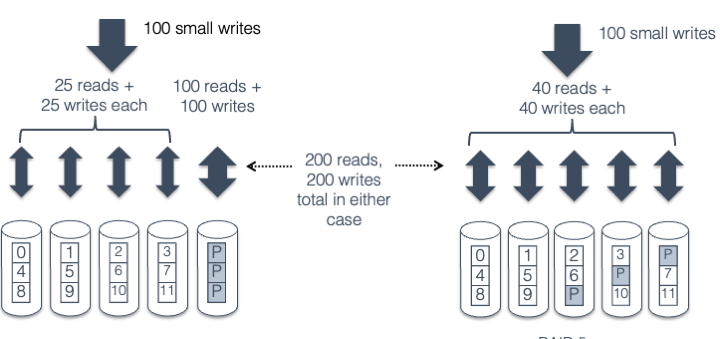 100 small writes
25 reads +
25 writes each
100 reads +
100 writes
200 reads,
200 writes
total in either
case
100 small writes
40 reads +
40 writes each
0 1 2 3 P
4 5 6 7 P
8 9 10 11 P
0 1 2 3 P
4 5 6 P 7
8 9 P 10 11